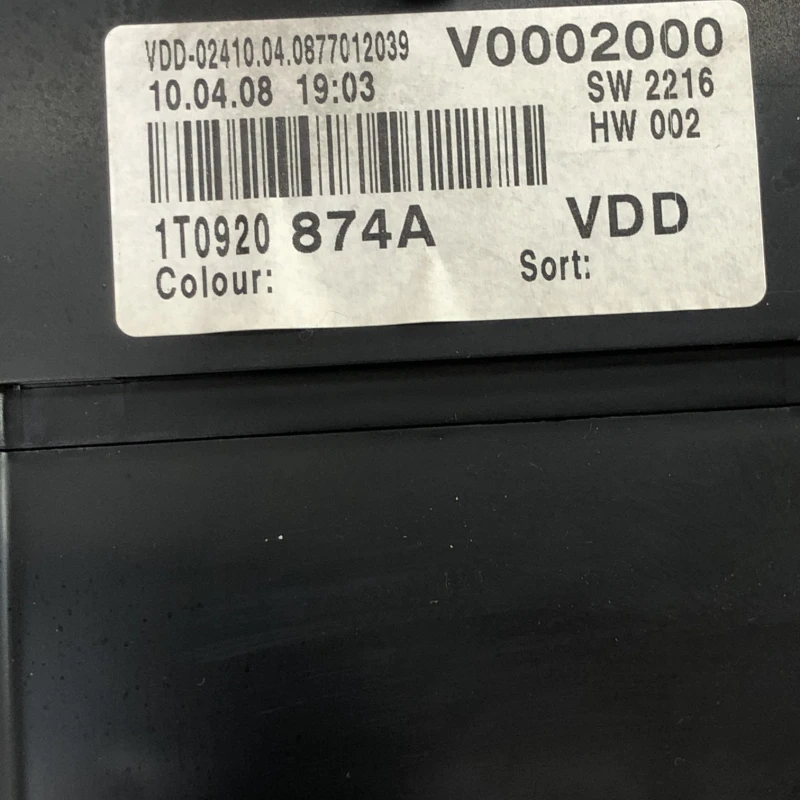 VDD-02410.04.0877012039 V0002000
10.04.08 19:03 SW 2216
HW 002
1T0920 874A VDD
Colour: Sort: